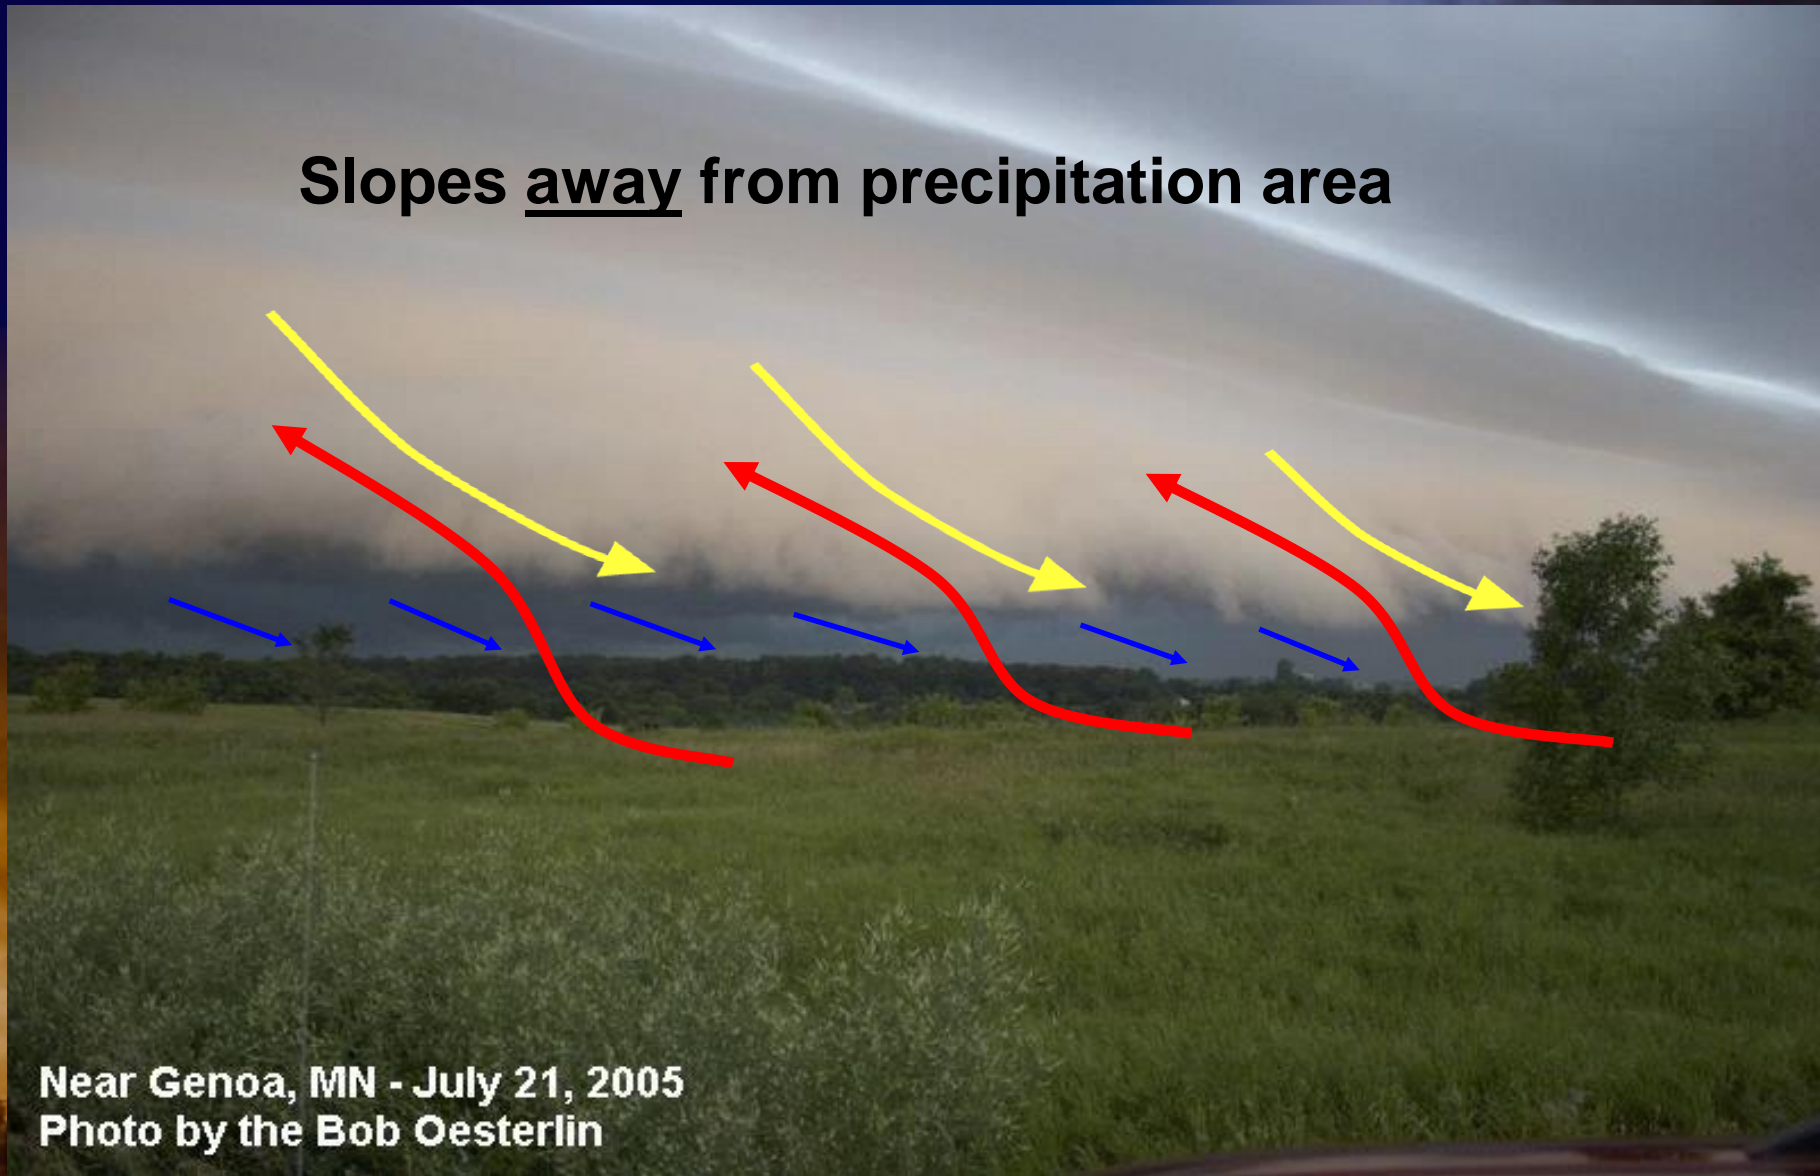 Slopes away from precipitation area
Near Genoa, MN - July 21, 2005
Photo by the Bob Oesterlin